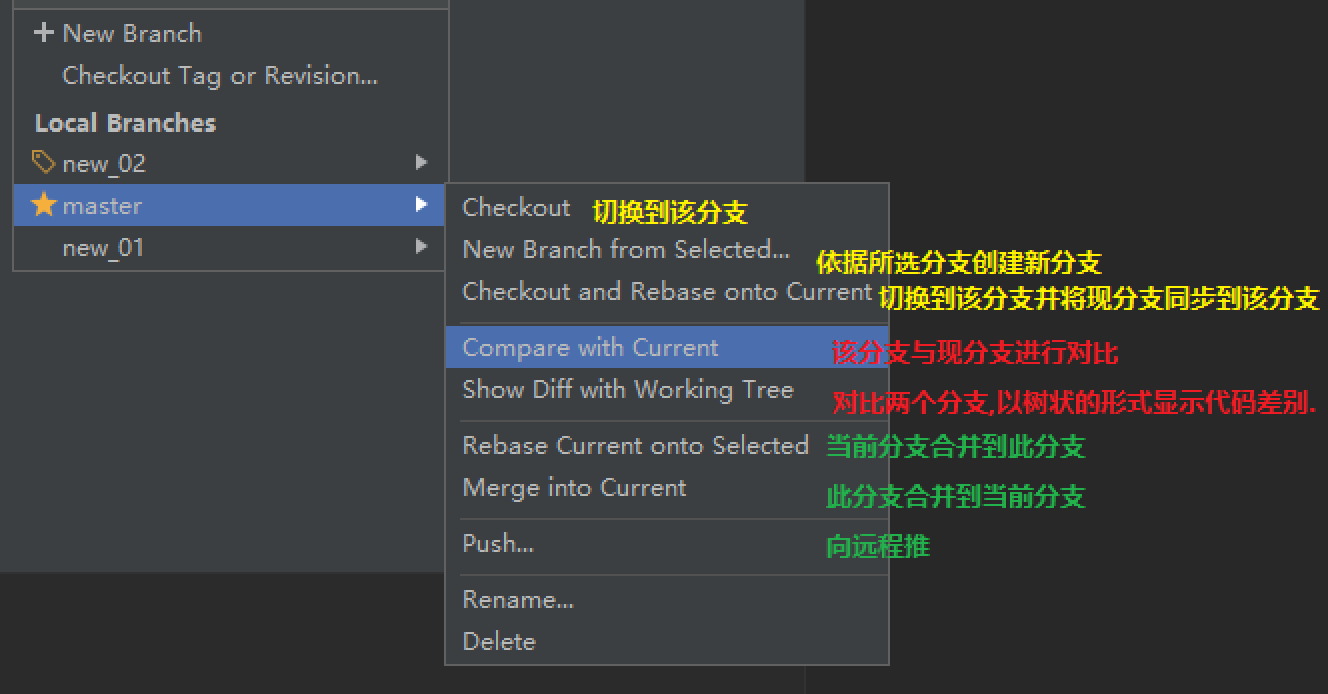 New Branch
Checkout Tag or Revision...
Local Branches
new_02
master
new_01
Checkout 切换到该分支
New Branch from Selected... 依据所选分支创建新分支
Checkout and Rebase onto Current 切换到该分支并将现分支同步到该分支
Compare with Current 该分支与现分支进行对比
Show Diff with Working Tree 对比两个分支,以树状的形式显示代码差别.
Rebase Current onto Selected 当前分支合并到此分支
Merge into Current 此分支合并到当前分支
Push... 向远程推
Rename...
Delete